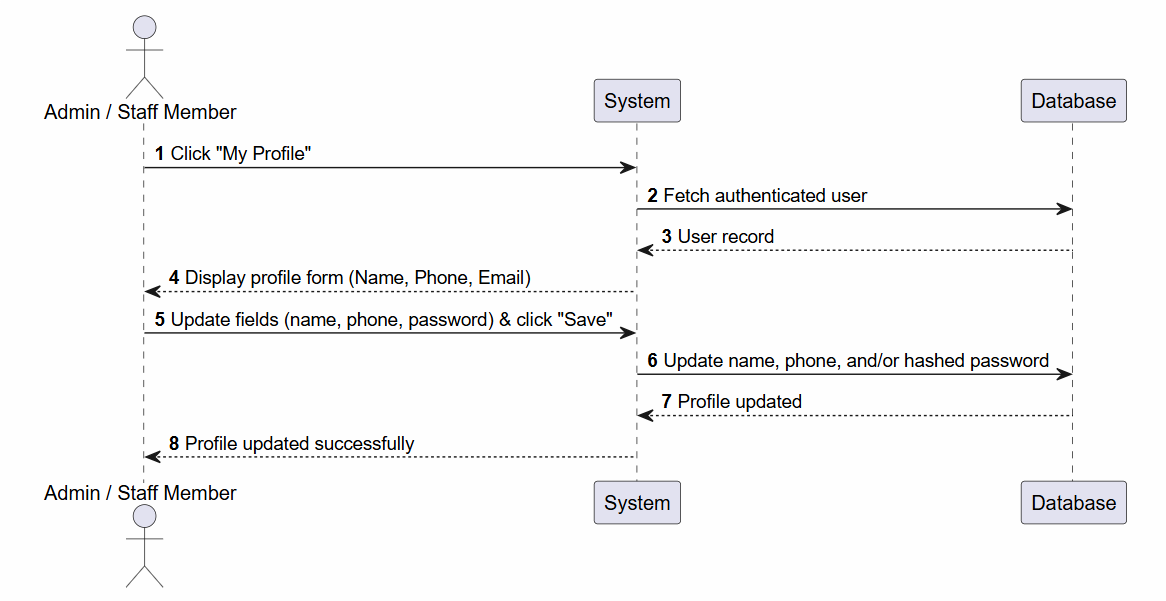 Admin / Staff Member
System
Database
1 Click "My Profile"
2 Fetch authenticated user
3 User record
4 Display profile form (Name, Phone, Email)
5 Update fields (name, phone, password) & click "Save"
6 Update name, phone, and/or hashed password
7 Profile updated
8 Profile updated successfully
Admin / Staff Member
System
Database